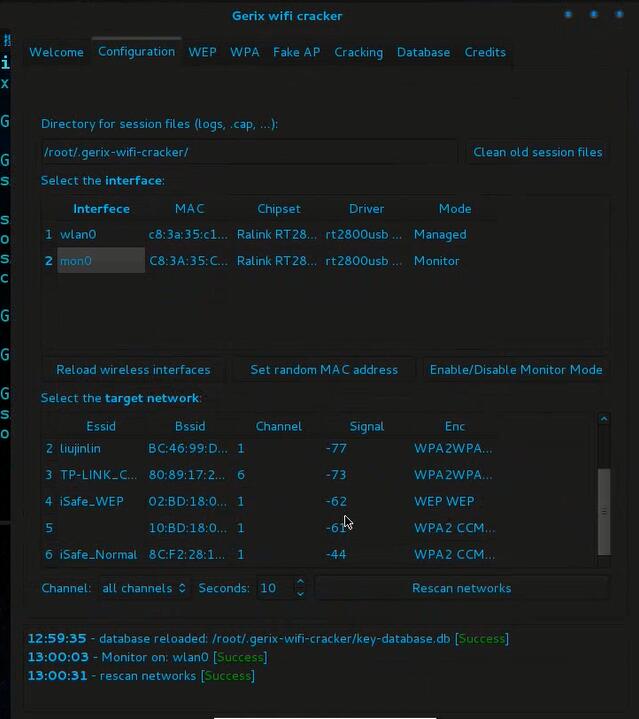 Gerix wifi cracker
Welcome Configuration WEP WPA Fake AP Cracking Database Credits
Directory for session files (logs, .cap, ...):
/root/.gerix-wifi-cracker/ Clean old session files
Select the interface:
Interfece MAC Chipset Driver Mode
1 wlan0 c8:3a:35:c1... Ralink RT28... rt2800usb ... Managed
2 mon0 C8:3A:35:C... Ralink RT28... rt2800usb ... Monitor
Reload wireless interfaces Set random MAC address Enable/Disable Monitor Mode
Select the target network:
Essid Bssid Channel Signal Enc
2 liujinlin BC:46:99:D... 1 -77 WPA2WPA...
3 TP-LINK_C... 80:89:17:2... 6 -73 WPA2WPA...
4 iSafe_WEP 02:BD:18:0... 1 -62 WEP WEP
5 10:BD:18:0... 1 -61 WPA2 CCM...
6 iSafe_Normal 8C:F2:28:1... 1 -44 WPA2 CCM...
Channel: all channels Seconds: 10 Rescan networks
12:59:35 - database reloaded: /root/.gerix-wifi-cracker/key-database.db [Success]
13:00:03 - Monitor on: wlan0 [Success]
13:00:31 - rescan networks [Success]